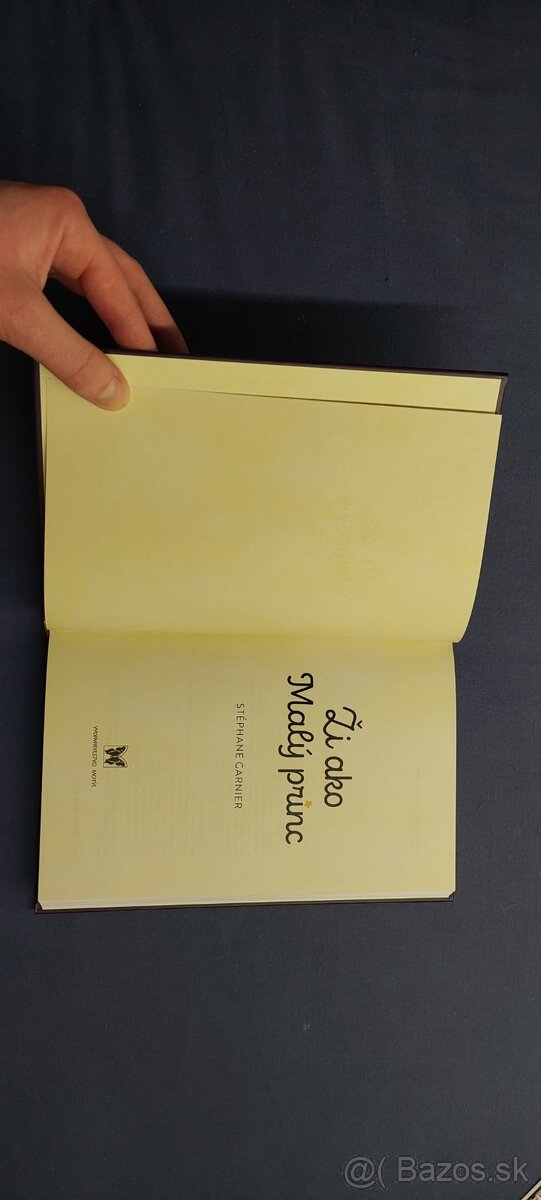 Ži ako
Malý princ
STÉPHANE GARNIER
VYDAVATEĽSTVO MOTÝĽ
@( Bazos.sk